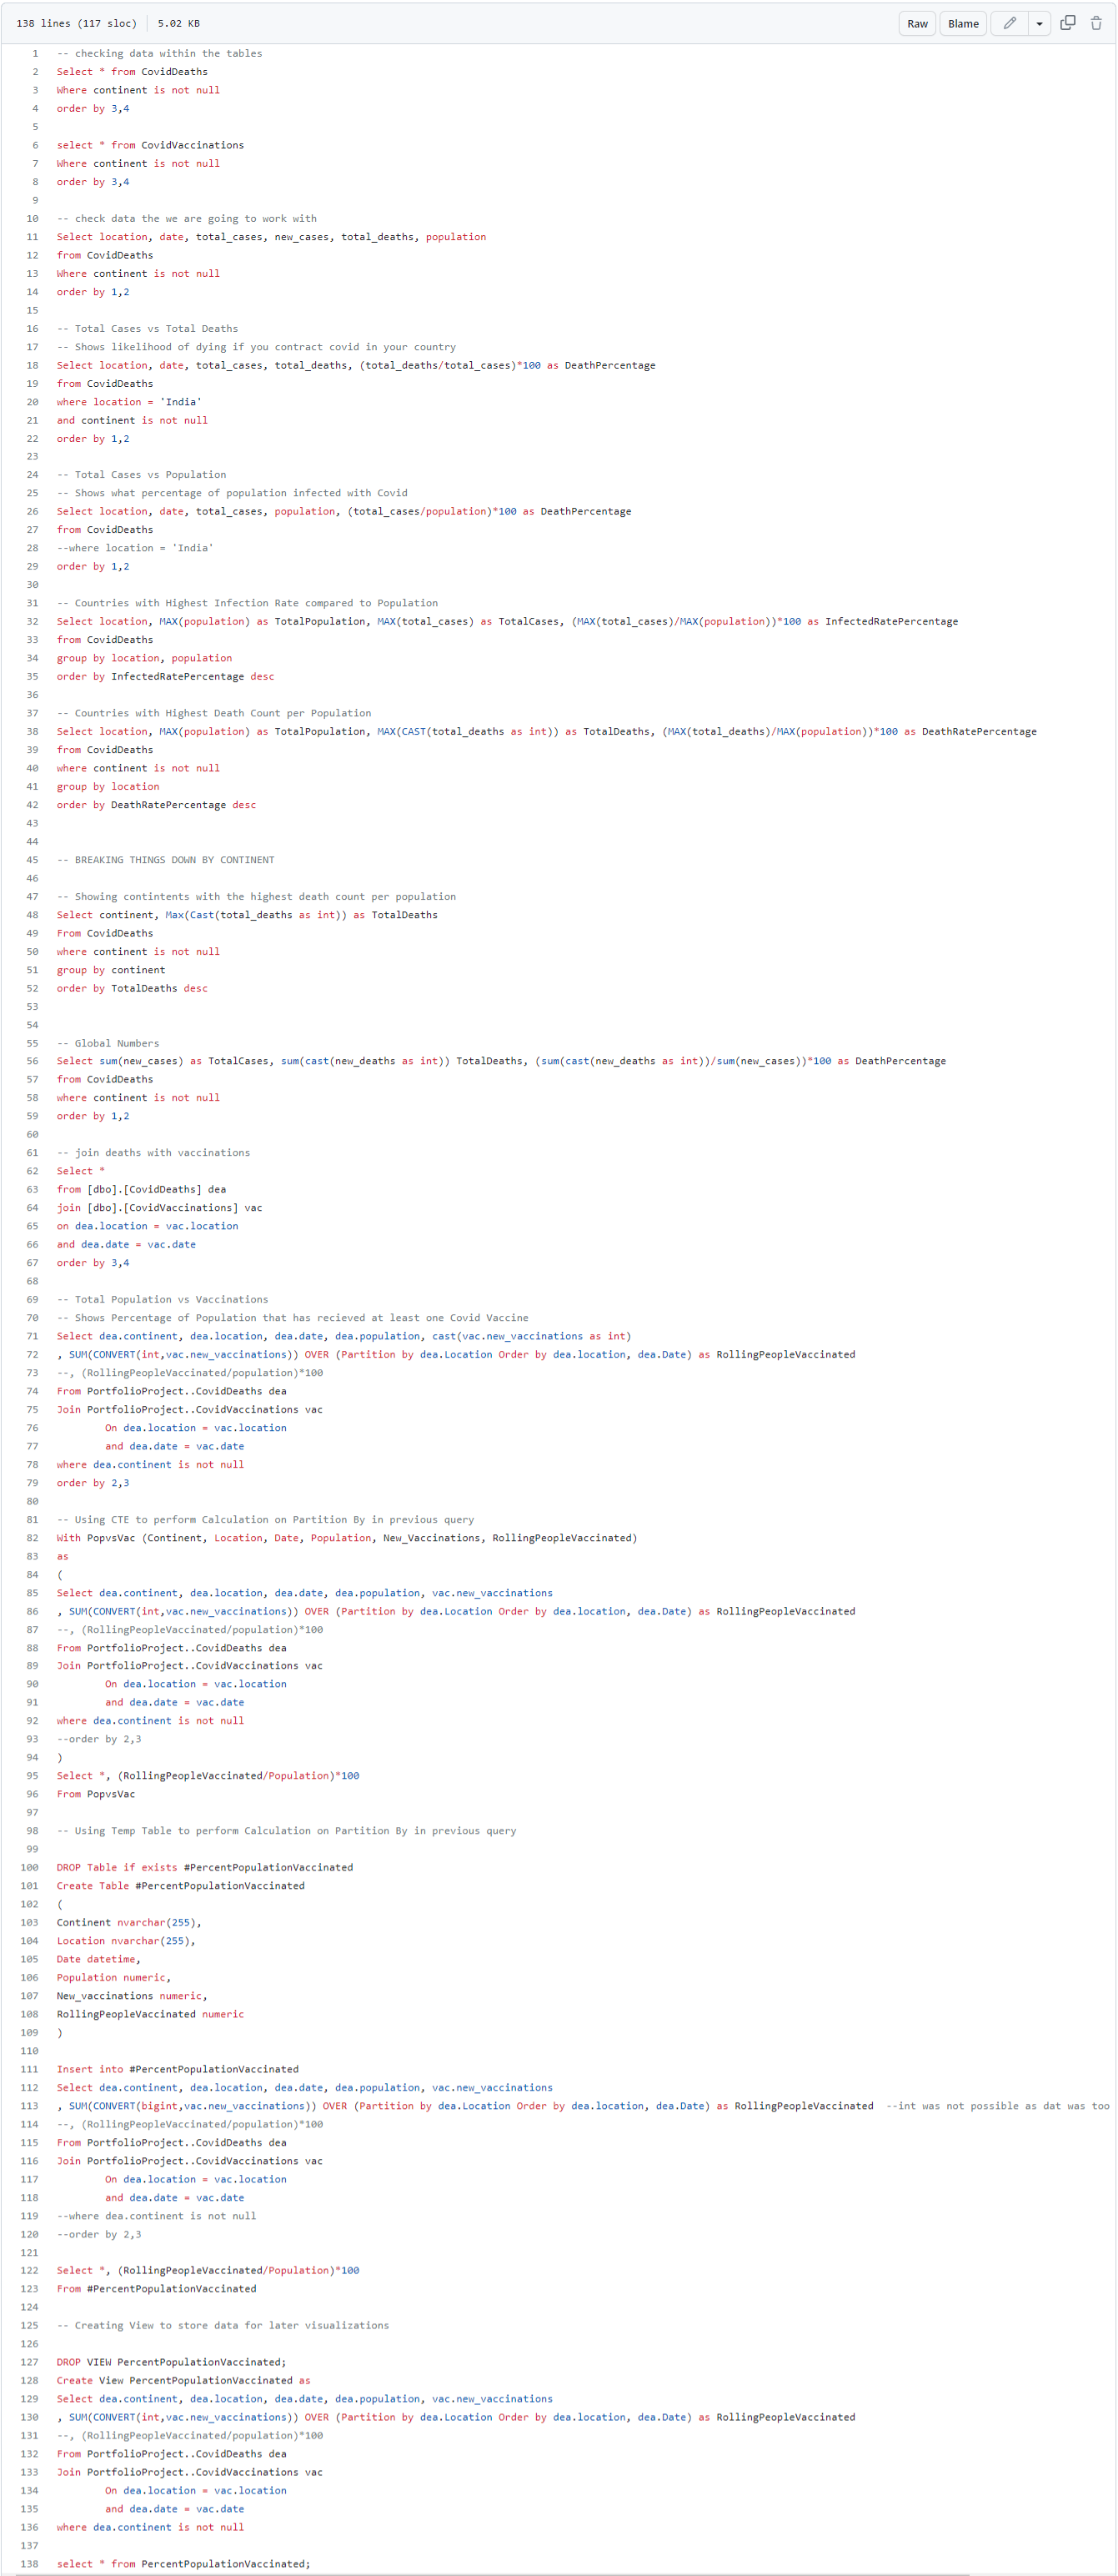 138 lines (117 sloc) 5.02 KB Raw Blame
1 -- checking data within the tables
2 Select * from CovidDeaths
3 Where continent is not null
4 order by 3,4
5
6 select * from CovidVaccinations
7 Where continent is not null
8 order by 3,4
9
10 -- check data the we are going to work with
11 Select location, date, total_cases, new_cases, total_deaths, population
12 from CovidDeaths
13 Where continent is not null
14 order by 1,2
15
16 -- Total Cases vs Total Deaths
17 -- Shows likelihood of dying if you contract covid in your country
18 Select location, date, total_cases, total_deaths, (total_deaths/total_cases)*100 as DeathPercentage
19 from CovidDeaths
20 where location = 'India'
21 and continent is not null
22 order by 1,2
23
24 -- Total Cases vs Population
25 -- Shows what percentage of population infected with Covid
26 Select location, date, total_cases, population, (total_cases/population)*100 as DeathPercentage
27 from CovidDeaths
28 --where location = 'India'
29 order by 1,2
30
31 -- Countries with Highest Infection Rate compared to Population
32 Select location, MAX(population) as TotalPopulation, MAX(total_cases) as TotalCases, (MAX(total_cases)/MAX(population))*100 as InfectedRatePercentage
33 from CovidDeaths
34 group by location, population
35 order by InfectedRatePercentage desc
36
37 -- Countries with Highest Death Count per Population
38 Select location, MAX(population) as TotalPopulation, MAX(CAST(total_deaths as int)) as TotalDeaths, (MAX(total_deaths)/MAX(population))*100 as DeathRatePercentage
39 from CovidDeaths
40 where continent is not null
41 group by location
42 order by DeathRatePercentage desc
43
44
45 -- BREAKING THINGS DOWN BY CONTINENT
46
47 -- Showing contintents with the highest death count per population
48 Select continent, Max(Cast(total_deaths as int)) as TotalDeaths
49 From CovidDeaths
50 where continent is not null
51 group by continent
52 order by TotalDeaths desc
53
54
55 -- Global Numbers
56 Select sum(new_cases) as TotalCases, sum(cast(new_deaths as int)) TotalDeaths, (sum(cast(new_deaths as int))/sum(new_cases))*100 as DeathPercentage
57 from CovidDeaths
58 where continent is not null
59 order by 1,2
60
61 -- join deaths with vaccinations
62 Select *
63 from [dbo].[CovidDeaths] dea
64 join [dbo].[CovidVaccinations] vac
65 on dea.location = vac.location
66 and dea.date = vac.date
67 order by 3,4
68
69 -- Total Population vs Vaccinations
70 -- Shows Percentage of Population that has recieved at least one Covid Vaccine
71 Select dea.continent, dea.location, dea.date, dea.population, cast(vac.new_vaccinations as int)
72 , SUM(CONVERT(int,vac.new_vaccinations)) OVER (Partition by dea.Location Order by dea.location, dea.Date) as RollingPeopleVaccinated
73 --, (RollingPeopleVaccinated/population)*100
74 From PortfolioProject..CovidDeaths dea
75 Join PortfolioProject..CovidVaccinations vac
76 On dea.location = vac.location
77 and dea.date = vac.date
78 where dea.continent is not null
79 order by 2,3
80
81 -- Using CTE to perform Calculation on Partition By in previous query
82 With PopvsVac (Continent, Location, Date, Population, New_Vaccinations, RollingPeopleVaccinated)
83 as
84 (
85 Select dea.continent, dea.location, dea.date, dea.population, vac.new_vaccinations
86 , SUM(CONVERT(int,vac.new_vaccinations)) OVER (Partition by dea.Location Order by dea.location, dea.Date) as RollingPeopleVaccinated
87 --, (RollingPeopleVaccinated/population)*100
88 From PortfolioProject..CovidDeaths dea
89 Join PortfolioProject..CovidVaccinations vac
90 On dea.location = vac.location
91 and dea.date = vac.date
92 where dea.continent is not null
93 --order by 2,3
94 )
95 Select *, (RollingPeopleVaccinated/Population)*100
96 From PopvsVac
97
98 -- Using Temp Table to perform Calculation on Partition By in previous query
99
100 DROP Table if exists #PercentPopulationVaccinated
101 Create Table #PercentPopulationVaccinated
102 (
103 Continent nvarchar(255),
104 Location nvarchar(255),
105 Date datetime,
106 Population numeric,
107 New_vaccinations numeric,
108 RollingPeopleVaccinated numeric
109 )
110
111 Insert into #PercentPopulationVaccinated
112 Select dea.continent, dea.location, dea.date, dea.population, vac.new_vaccinations
113 , SUM(CONVERT(bigint,vac.new_vaccinations)) OVER (Partition by dea.Location Order by dea.location, dea.Date) as RollingPeopleVaccinated --int was not possible as dat was too
114 --, (RollingPeopleVaccinated/population)*100
115 From PortfolioProject..CovidDeaths dea
116 Join PortfolioProject..CovidVaccinations vac
117 On dea.location = vac.location
118 and dea.date = vac.date
119 --where dea.continent is not null
120 --order by 2,3
121
122 Select *, (RollingPeopleVaccinated/Population)*100
123 From #PercentPopulationVaccinated
124
125 -- Creating View to store data for later visualizations
126
127 DROP VIEW PercentPopulationVaccinated;
128 Create View PercentPopulationVaccinated as
129 Select dea.continent, dea.location, dea.date, dea.population, vac.new_vaccinations
130 , SUM(CONVERT(int,vac.new_vaccinations)) OVER (Partition by dea.Location Order by dea.location, dea.Date) as RollingPeopleVaccinated
131 --, (RollingPeopleVaccinated/population)*100
132 From PortfolioProject..CovidDeaths dea
133 Join PortfolioProject..CovidVaccinations vac
134 On dea.location = vac.location
135 and dea.date = vac.date
136 where dea.continent is not null
137
138 select * from PercentPopulationVaccinated;